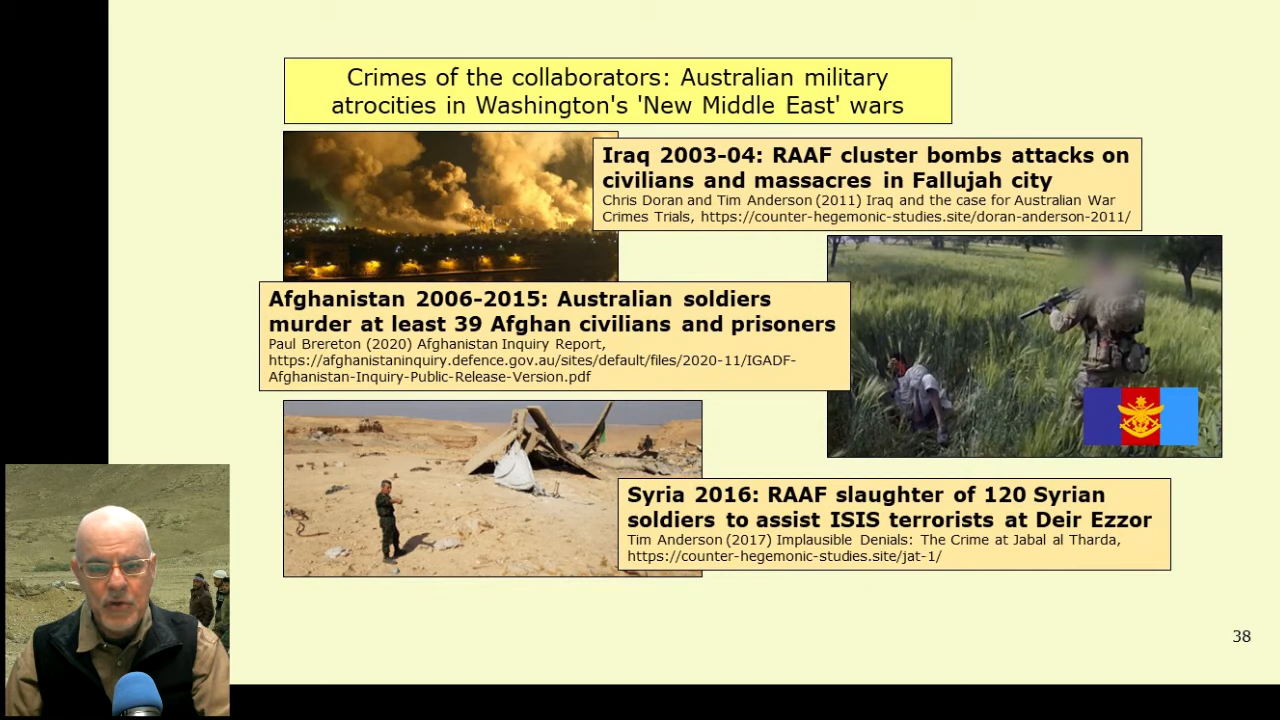 Crimes of the collaborators: Australian military
atrocities in Washington's 'New Middle East' wars
Iraq 2003-04: RAAF cluster bombs attacks on
civilians and massacres in Fallujah city
Chris Doran and Tim Anderson (2011) Iraq and the case for Australian War
Crimes Trials, https://counter-hegemonic-studies.site/doran-anderson-2011/
Afghanistan 2006-2015: Australian soldiers
murder at least 39 Afghan civilians and prisoners
Paul Brereton (2020) Afghanistan Inquiry Report,
https://afghanistaninquiry.defence.gov.au/sites/default/files/2020-11/IGADF-
Afghanistan-Inquiry-Public-Release-Version.pdf
Syria 2016: RAAF slaughter of 120 Syrian
soldiers to assist ISIS terrorists at Deir Ezzor
Tim Anderson (2017) Implausible Denials: The Crime at Jabal al Tharda,
https://counter-hegemonic-studies.site/jat-1/
38